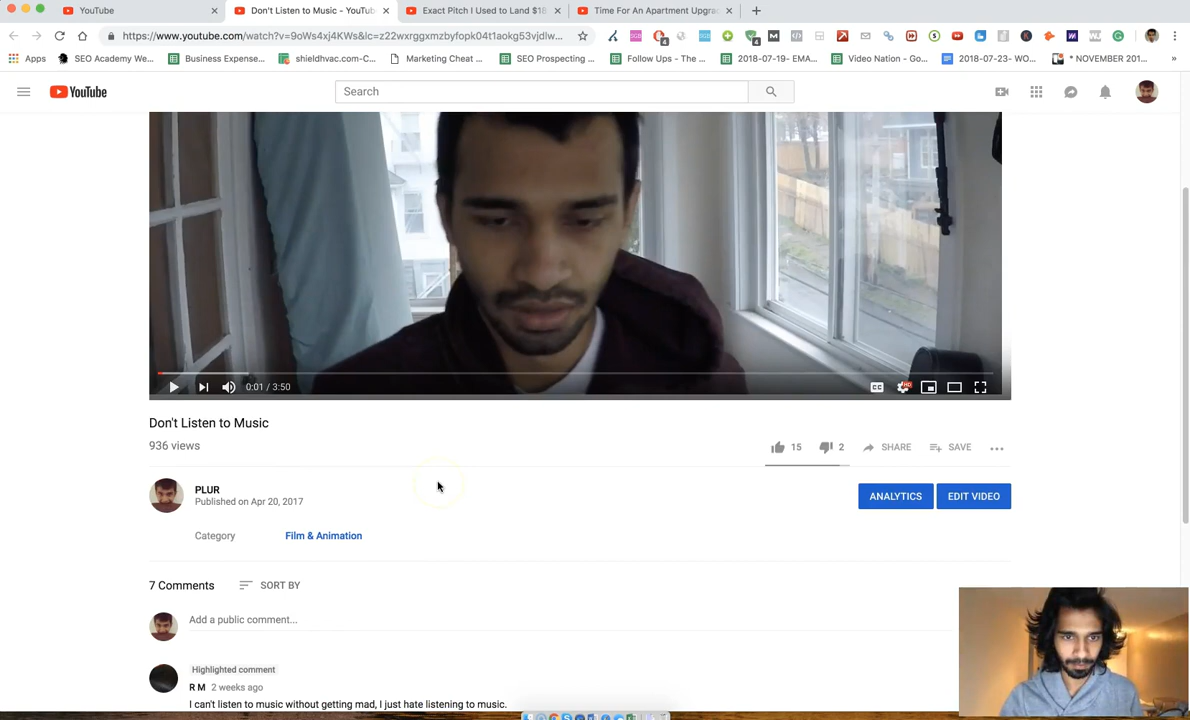 YouTube
Don't Listen to Music - YouTub
Exact Pitch I Used to Land $18
Time For An Apartment Upgra
https://www.youtube.com/watch?v=9oWs4xj4KWs&lc=z22wxrggxmzbyfopk04t1aokg53vjdlw...
Apps
SEO Academy We...
Business Expense...
shieldhvac.com-C...
Marketing Cheat ...
SEO Prospecting ...
Follow Ups - The ...
2018-07-19- EMA...
Video Nation - Go...
2018-07-23- WO...
* NOVEMBER 201...
»
YouTube
Search
0:01 / 3:50
CC
HD
Don't Listen to Music
936 views
15
2
SHARE
SAVE
PLUR
Published on Apr 20, 2017
ANALYTICS
EDIT VIDEO
Category
Film & Animation
7 Comments
SORT BY
Add a public comment...
Highlighted comment
R M 2 weeks ago
I can't listen to music without getting mad, I just hate listening to music.